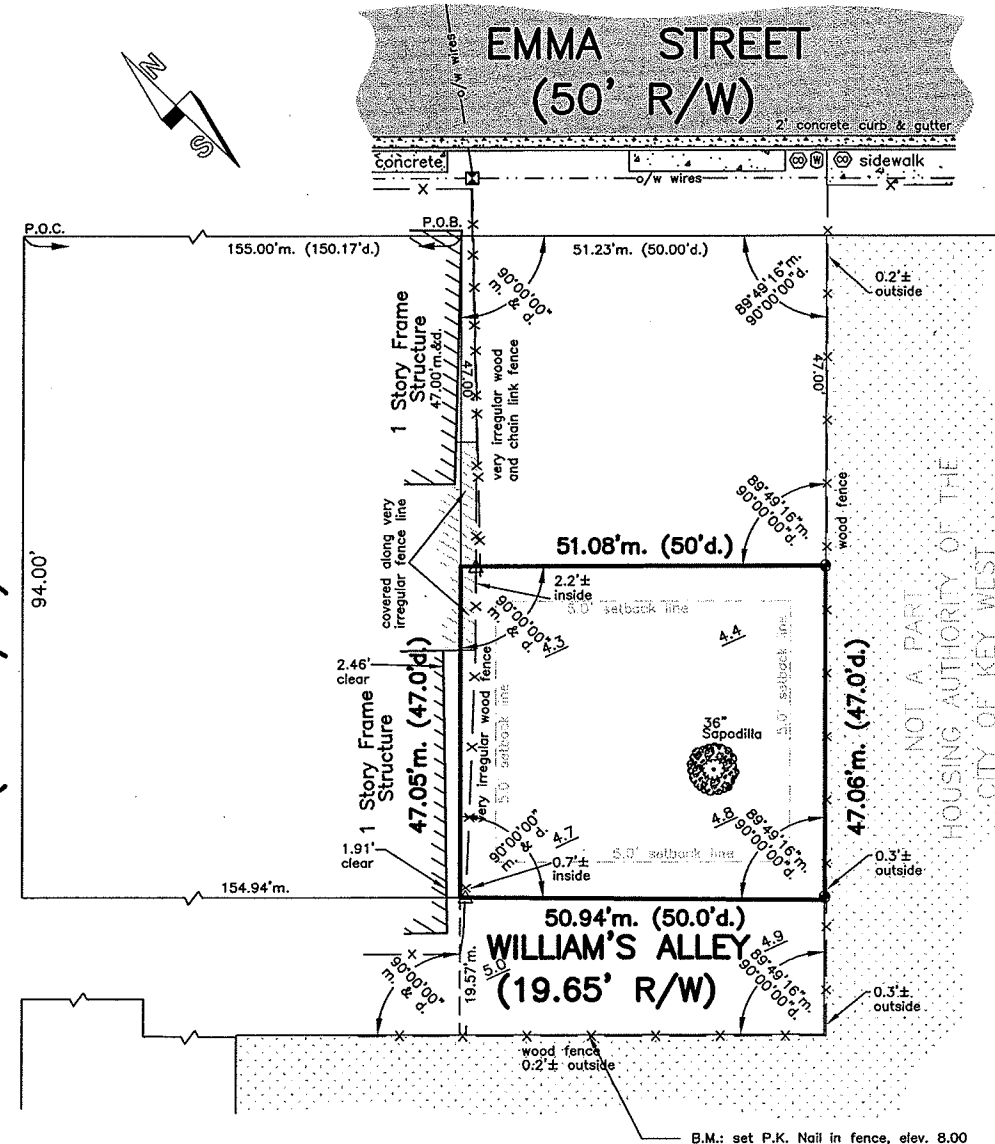 EMMA STREET
(50' R/W)
o/w wires
2' concrete curb & gutter
N
S
concrete
CO
W
CO
sidewalk
o/w wires
P.O.C.
P.O.B.
155.00'm. (150.17'd.)
51.23'm. (50.00'd.)
90°00'00"
m. & d.
89°49'16"m.
90°00'00"d.
0.2'±
outside
1 Story Frame
Structure
47.00'm.&d.
47.00'
very irregular wood
and chain link fence
47.00'
89°49'16"m.
90°00'00"d.
wood fence
covered along very
irregular fence line
51.08'm. (50'd.)
2.2'±
inside
90°00'00"
m. & d.
5.0' setback line
4.3
4.4
94.00'
2.46'
clear
1 Story Frame
Structure
47.05'm. (47.0'd.)
very irregular wood fence
5.0' setback line
5.0' setback line
36"
Sapodilla
47.06'm. (47.0'd.)
NOT A PART
HOUSING AUTHORITY OF THE
CITY OF KEY WEST
1.91'
clear
90°00'00"
m. & d.
4.7
4.8
89°49'16"m.
90°00'00"d.
5.0' setback line
0.7'±
inside
0.3'±
outside
154.94'm.
50.94'm. (50.0'd.)
WILLIAM'S ALLEY
(19.65' R/W)
4.9
5.0
90°00'00"
m. & d.
19.57'm.
89°49'16"m.
90°00'00"d.
0.3'±
outside
wood fence
0.2'± outside
B.M.: set P.K. Nail in fence, elev. 8.00